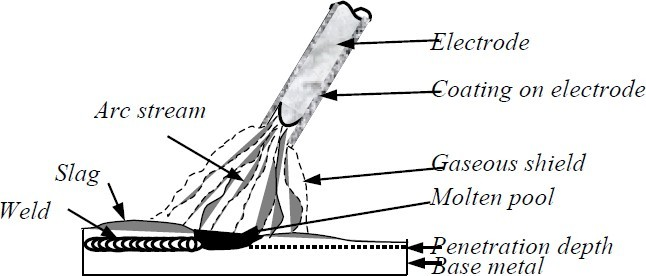 Electrode
Coating on electrode
Arc stream
Gaseous shield
Slag
Molten pool
Weld
Penetration depth
Base metal